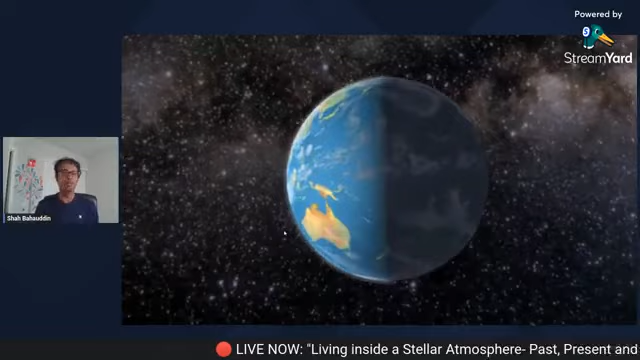 Powered by
S
StreamYard
Shah Bahauddin
LIVE NOW: "Living inside a Stellar Atmosphere- Past, Present and